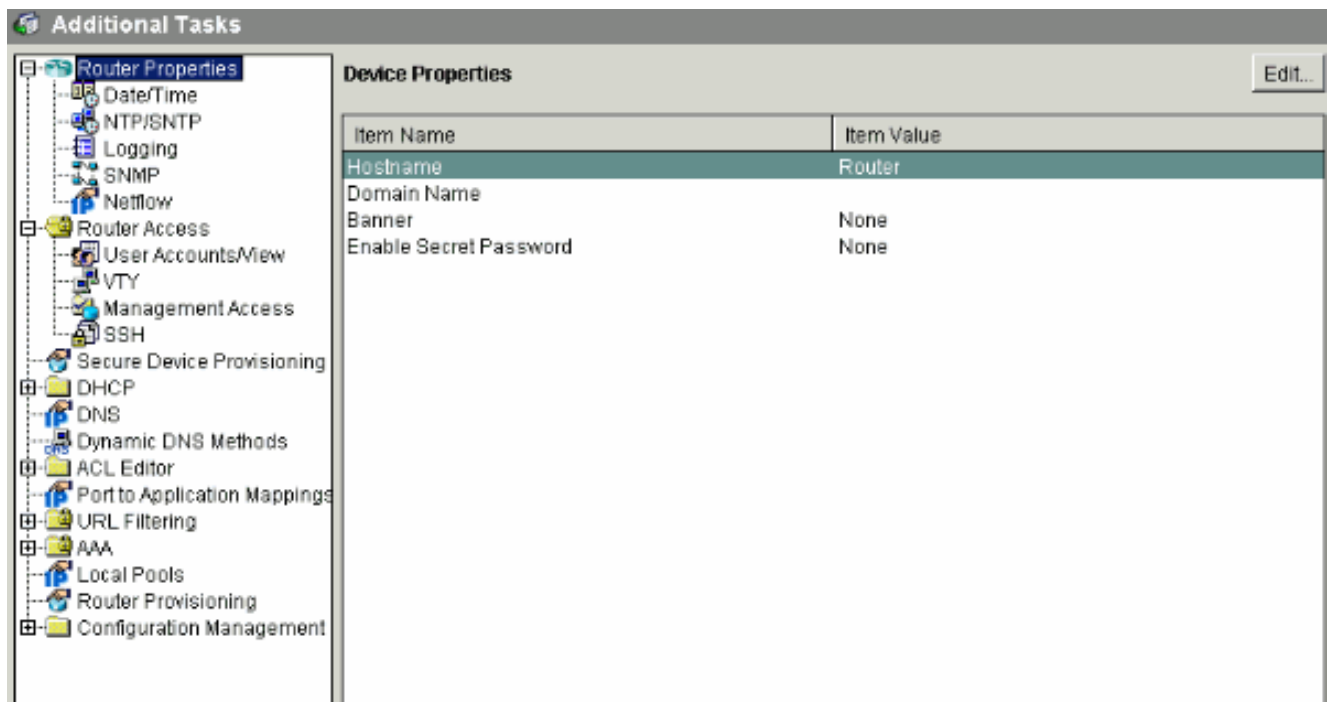 Additional Tasks
Router Properties
Date/Time
NTP/SNTP
Logging
SNMP
Netflow
Router Access
User Accounts/View
VTY
Management Access
SSH
Secure Device Provisioning
DHCP
DNS
Dynamic DNS Methods
ACL Editor
Port to Application Mappings
URL Filtering
AAA
Local Pools
Router Provisioning
Configuration Management
Device Properties
Edit...
Item Name Item Value
Hostname Router
Domain Name
Banner None
Enable Secret Password None